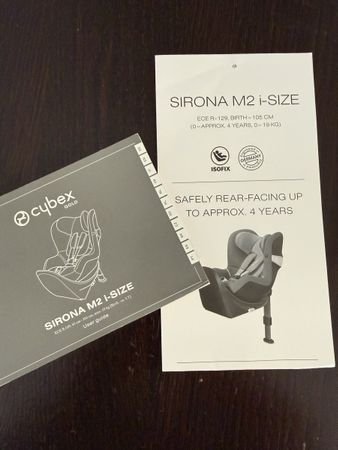 SIRONA M2 i-SIZE
ECE R-129, BIRTH – 105 CM
(0 – APPROX. 4 YEARS, 0 – 19 KG)
ISOFIX
GERMANY
SAFELY REAR-FACING UP
TO APPROX. 4 YEARS
cybex
GOLD
SIRONA M2 i-SIZE
User guide